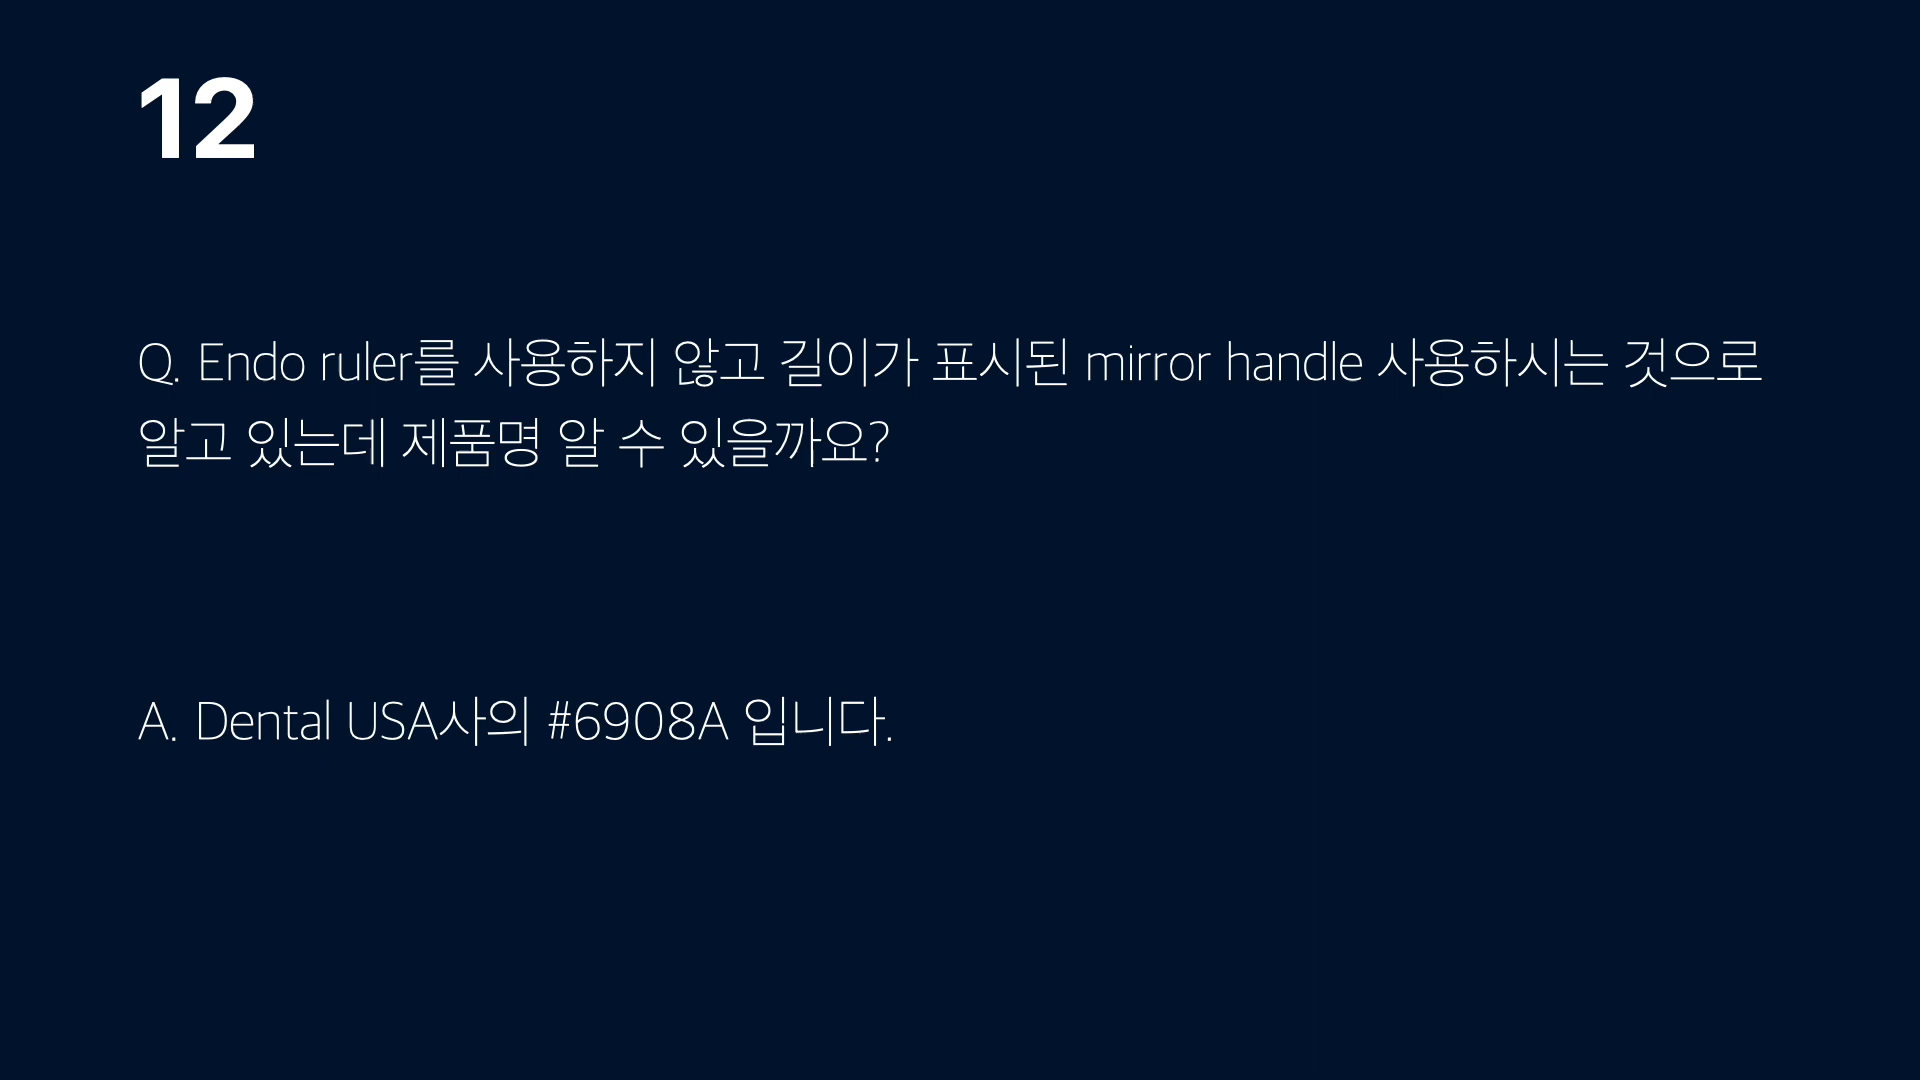 12
Q. Endo ruler를 사용하지 않고 길이가 표시된 mirror handle 사용하시는 것으로
알고 있는데 제품명 알 수 있을까요?
A. Dental USA사의 #6908A 입니다.